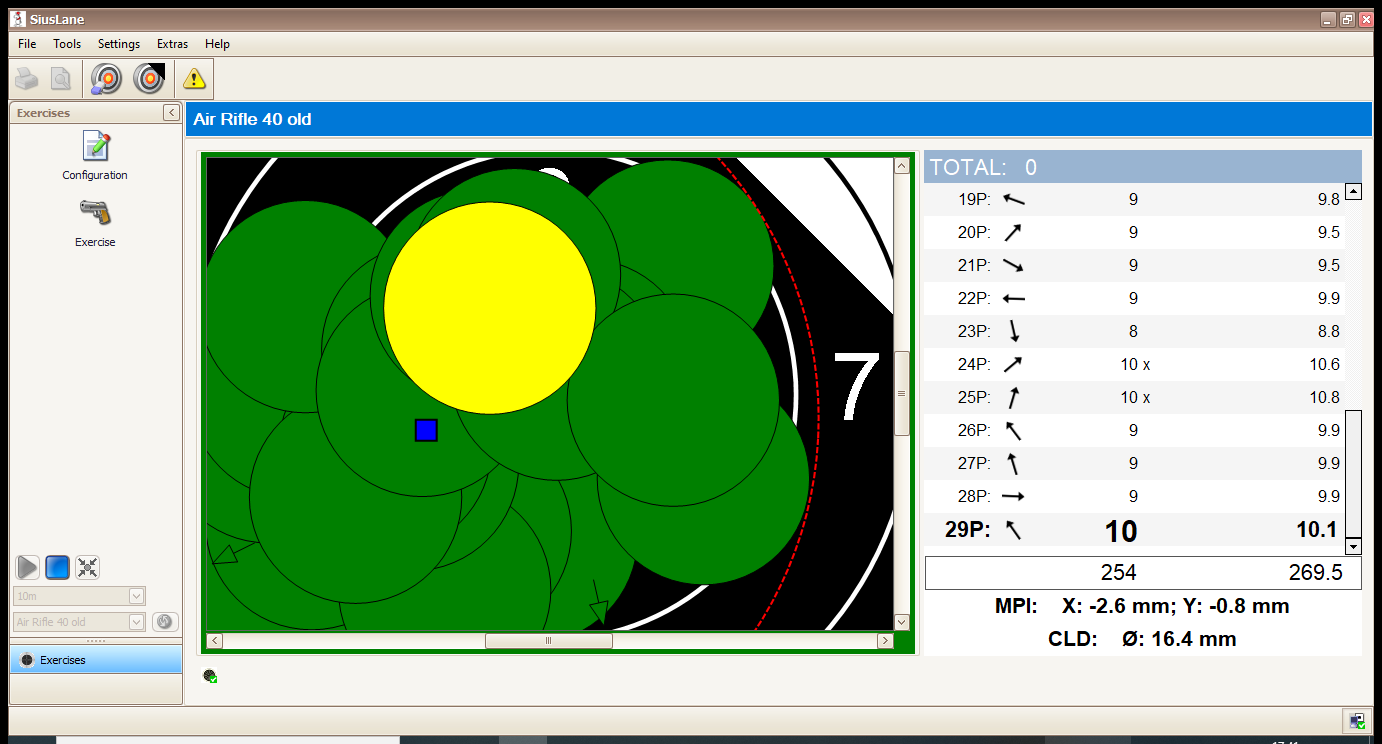 SiusLane
File Tools Settings Extras Help
Exercises
Configuration
Exercise
10m
Air Rifle 40 old
Exercises
Air Rifle 40 old
7
TOTAL: 0
19P: 9 9.8
20P: 9 9.5
21P: 9 9.5
22P: 9 9.9
23P: 8 8.8
24P: 10 x 10.6
25P: 10 x 10.8
26P: 9 9.9
27P: 9 9.9
28P: 9 9.9
29P: 10 10.1
254 269.5
MPI: X: -2.6 mm; Y: -0.8 mm
CLD: Ø: 16.4 mm